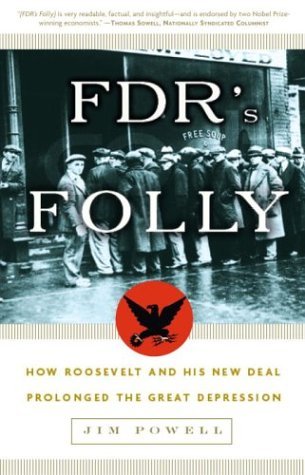 "[FDR's Folly] is very readable, factual, and insightful—and is endorsed by two Nobel Prize-
winning economists." —Thomas Sowell, Nationally Syndicated Columnist
FDR's
FREE SOUP
FOLLY
HOW ROOSEVELT AND HIS NEW DEAL
PROLONGED THE GREAT DEPRESSION
JIM POWELL